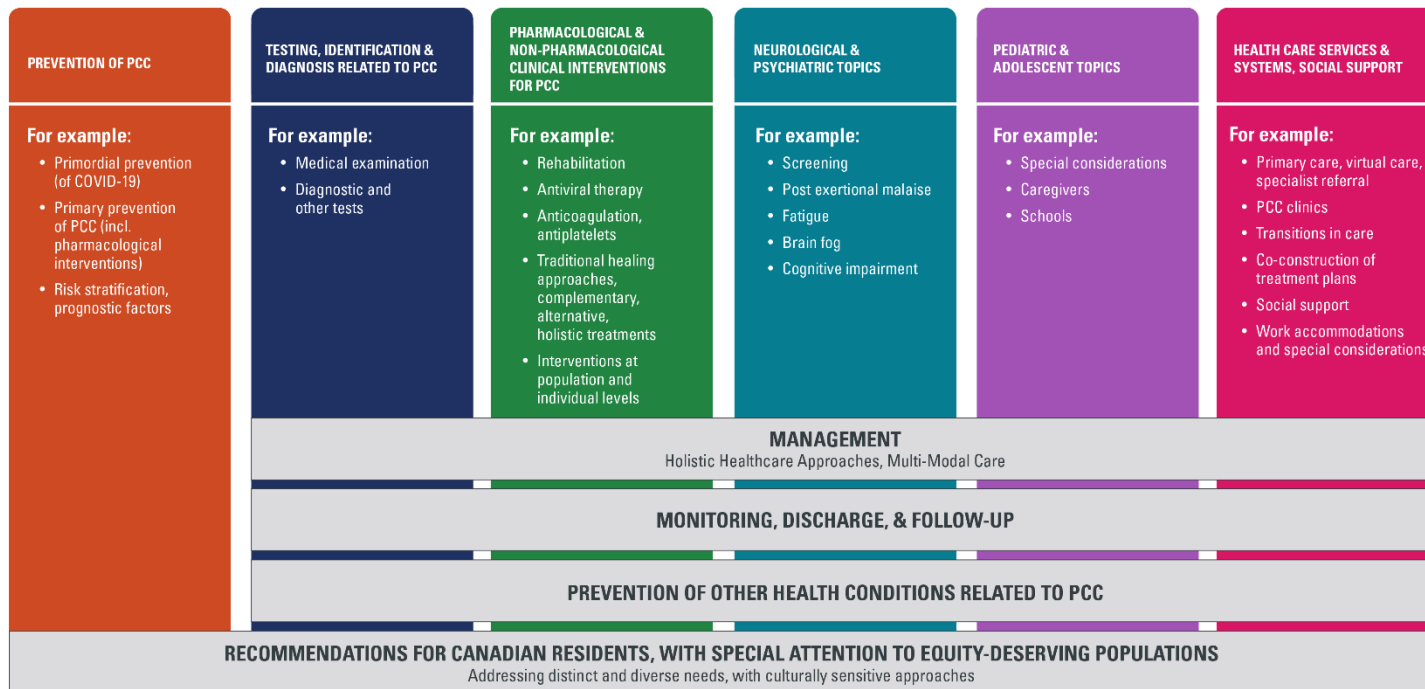 PREVENTION OF PCC
For example:
• Primordial prevention
(of COVID-19)
• Primary prevention
of PCC (incl.
pharmacological
interventions)
• Risk stratification,
prognostic factors
TESTING, IDENTIFICATION &
DIAGNOSIS RELATED TO PCC
For example:
• Medical examination
• Diagnostic and
other tests
PHARMACOLOGICAL &
NON-PHARMACOLOGICAL
CLINICAL INTERVENTIONS
FOR PCC
For example:
• Rehabilitation
• Antiviral therapy
• Anticoagulation,
antiplatelets
• Traditional healing
approaches,
complementary,
alternative,
holistic treatments
• Interventions at
population and
individual levels
NEUROLOGICAL &
PSYCHIATRIC TOPICS
For example:
• Screening
• Post exertional malaise
• Fatigue
• Brain fog
• Cognitive impairment
PEDIATRIC &
ADOLESCENT TOPICS
For example:
• Special considerations
• Caregivers
• Schools
HEALTH CARE SERVICES &
SYSTEMS, SOCIAL SUPPORT
For example:
• Primary care, virtual care,
specialist referral
• PCC clinics
• Transitions in care
• Co-construction of
treatment plans
• Social support
• Work accommodations
and special considerations
MANAGEMENT
Holistic Healthcare Approaches, Multi-Modal Care
MONITORING, DISCHARGE, & FOLLOW-UP
PREVENTION OF OTHER HEALTH CONDITIONS RELATED TO PCC
RECOMMENDATIONS FOR CANADIAN RESIDENTS, WITH SPECIAL ATTENTION TO EQUITY-DESERVING POPULATIONS
Addressing distinct and diverse needs, with culturally sensitive approaches